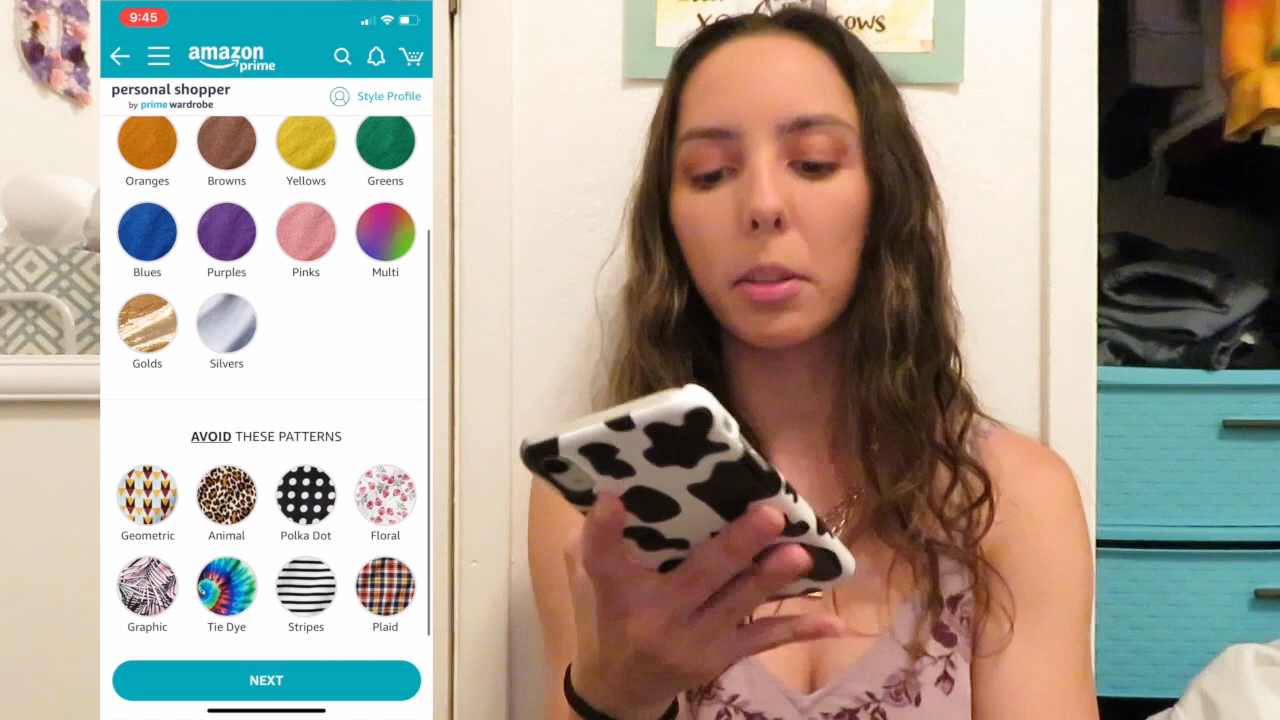 9:45
amazon
prime
personal shopper
by prime wardrobe
Style Profile
Oranges Browns Yellows Greens
Blues Purples Pinks Multi
Golds Silvers
AVOID THESE PATTERNS
Geometric Animal Polka Dot Floral
Graphic Tie Dye Stripes Plaid
NEXT
cows